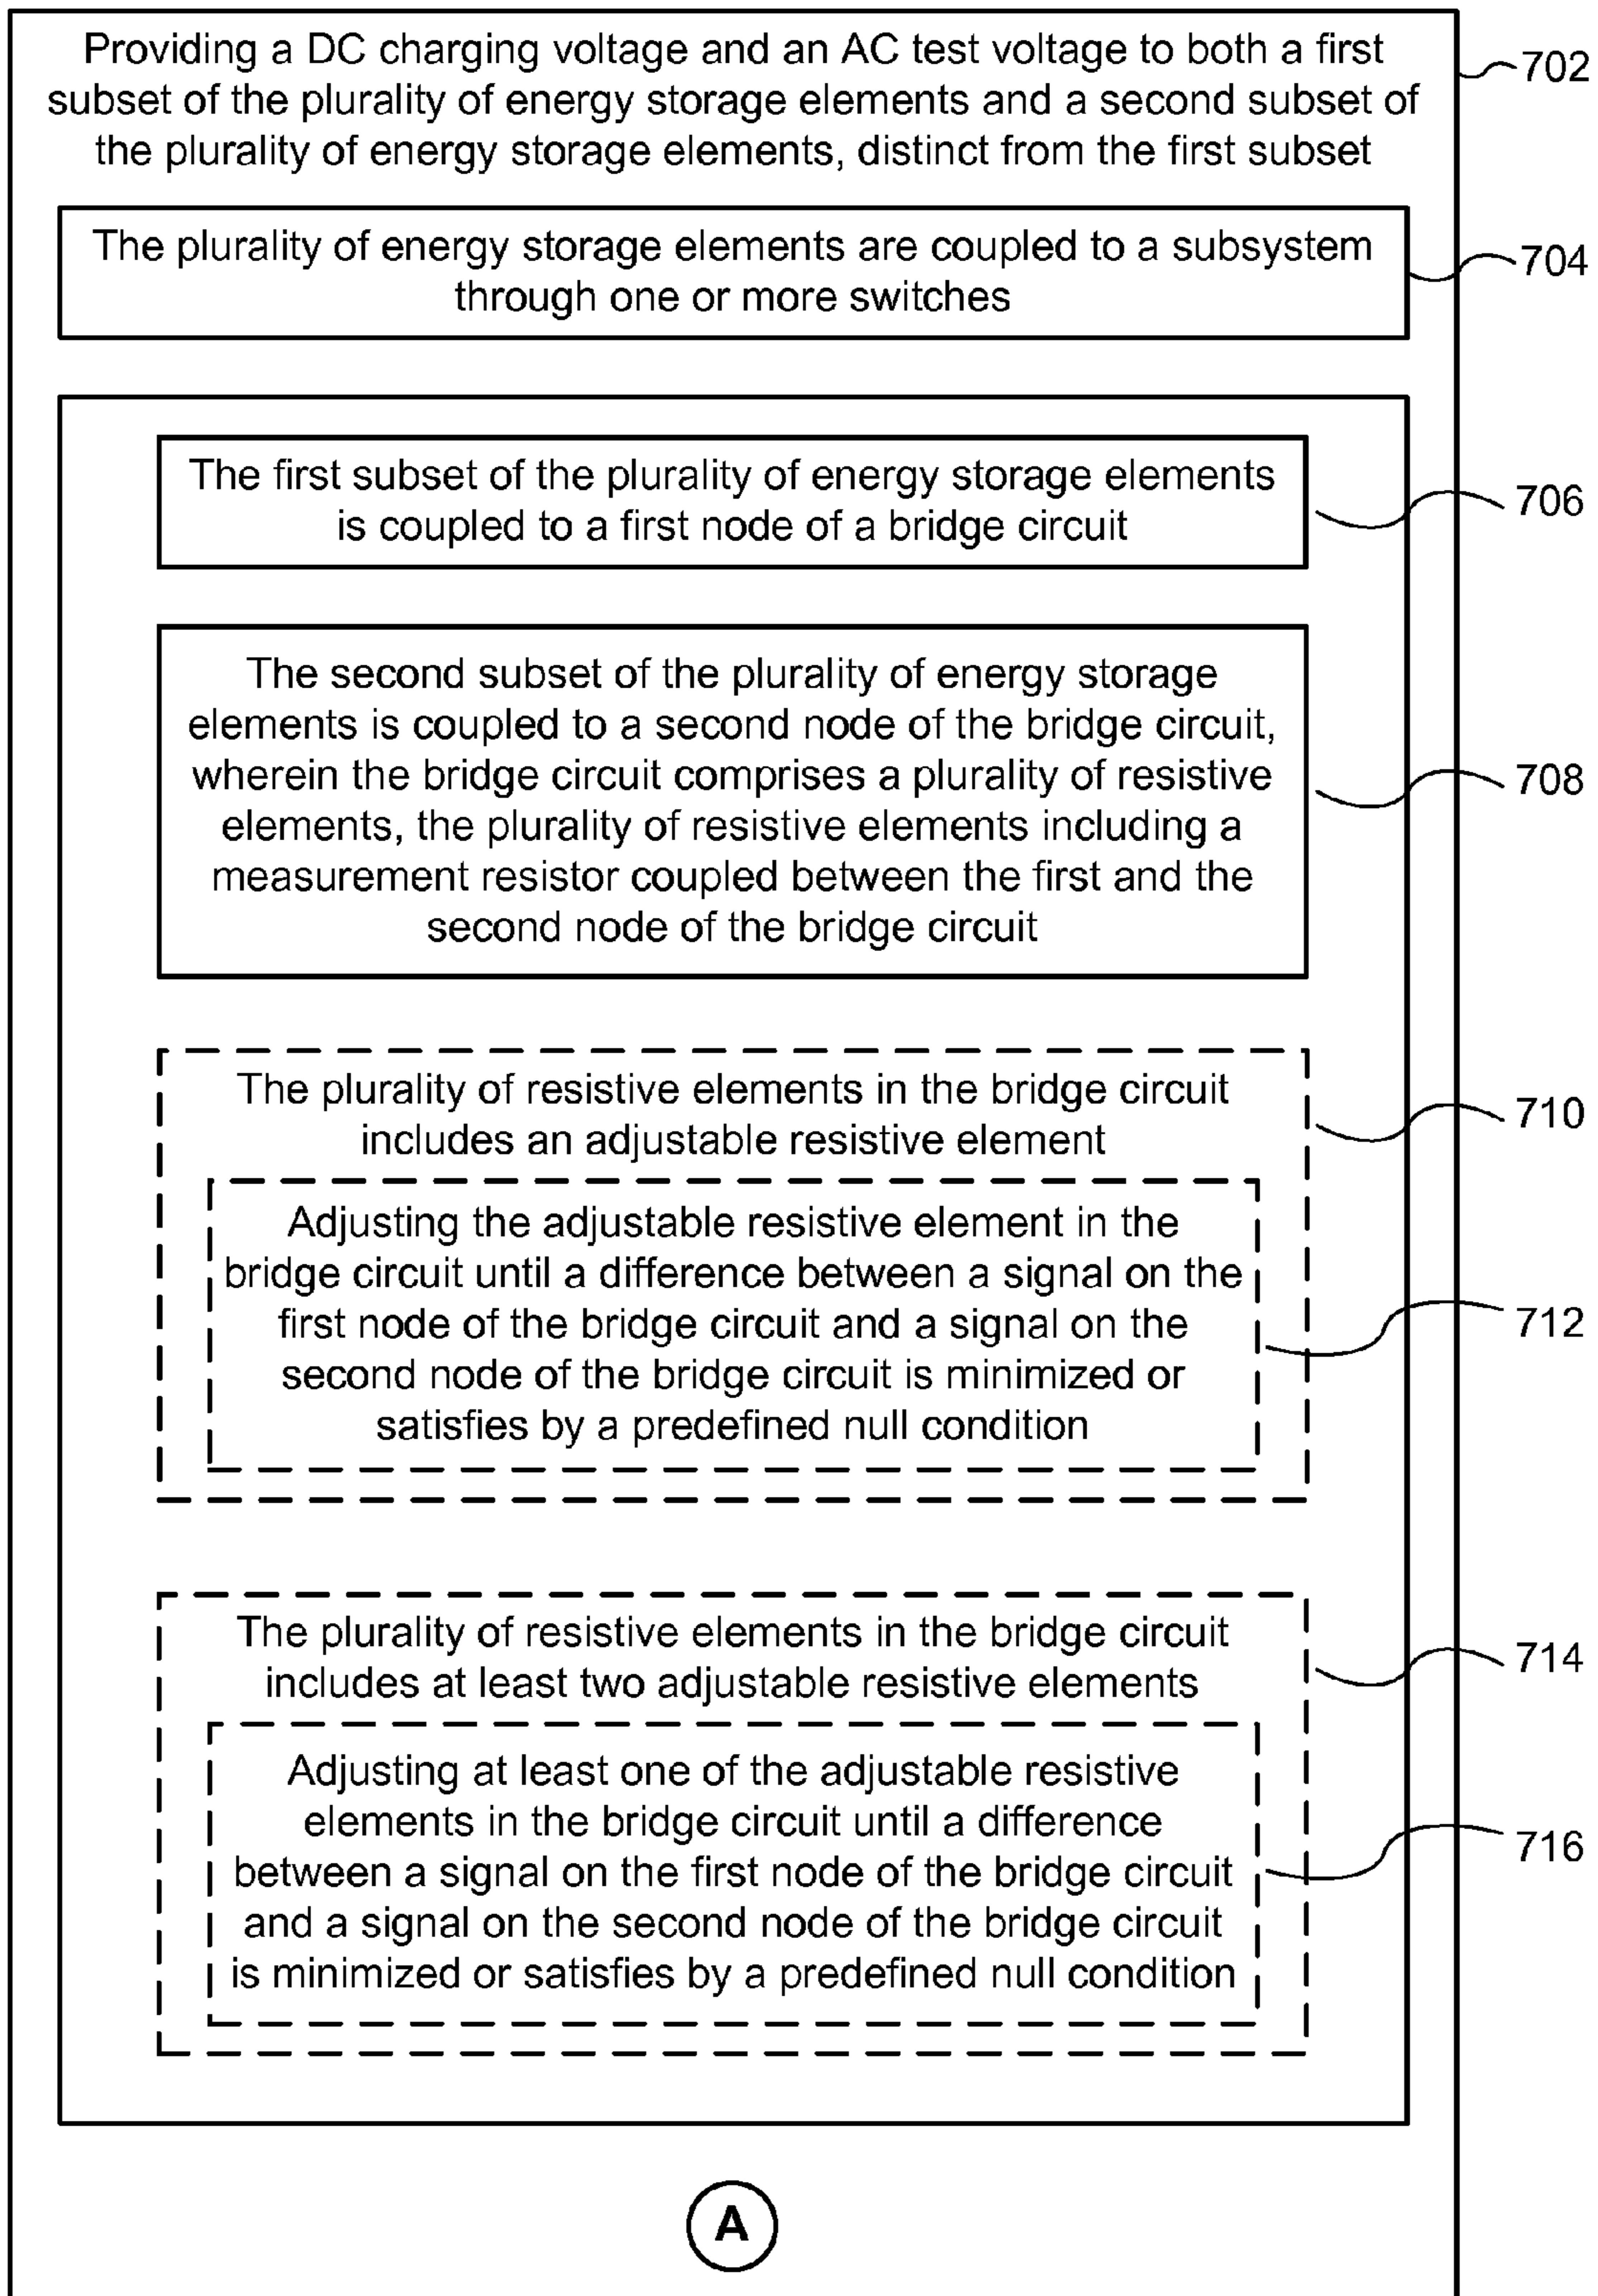 Providing a DC charging voltage and an AC test voltage to both a first
subset of the plurality of energy storage elements and a second subset of
the plurality of energy storage elements, distinct from the first subset
702
The plurality of energy storage elements are coupled to a subsystem
through one or more switches
704
The first subset of the plurality of energy storage elements
is coupled to a first node of a bridge circuit
706
The second subset of the plurality of energy storage
elements is coupled to a second node of the bridge circuit,
wherein the bridge circuit comprises a plurality of resistive
elements, the plurality of resistive elements including a
measurement resistor coupled between the first and the
second node of the bridge circuit
708
The plurality of resistive elements in the bridge circuit
includes an adjustable resistive element
710
Adjusting the adjustable resistive element in the
bridge circuit until a difference between a signal on the
first node of the bridge circuit and a signal on the
second node of the bridge circuit is minimized or
satisfies by a predefined null condition
712
The plurality of resistive elements in the bridge circuit
includes at least two adjustable resistive elements
714
Adjusting at least one of the adjustable resistive
elements in the bridge circuit until a difference
between a signal on the first node of the bridge circuit
and a signal on the second node of the bridge circuit
is minimized or satisfies by a predefined null condition
716
A